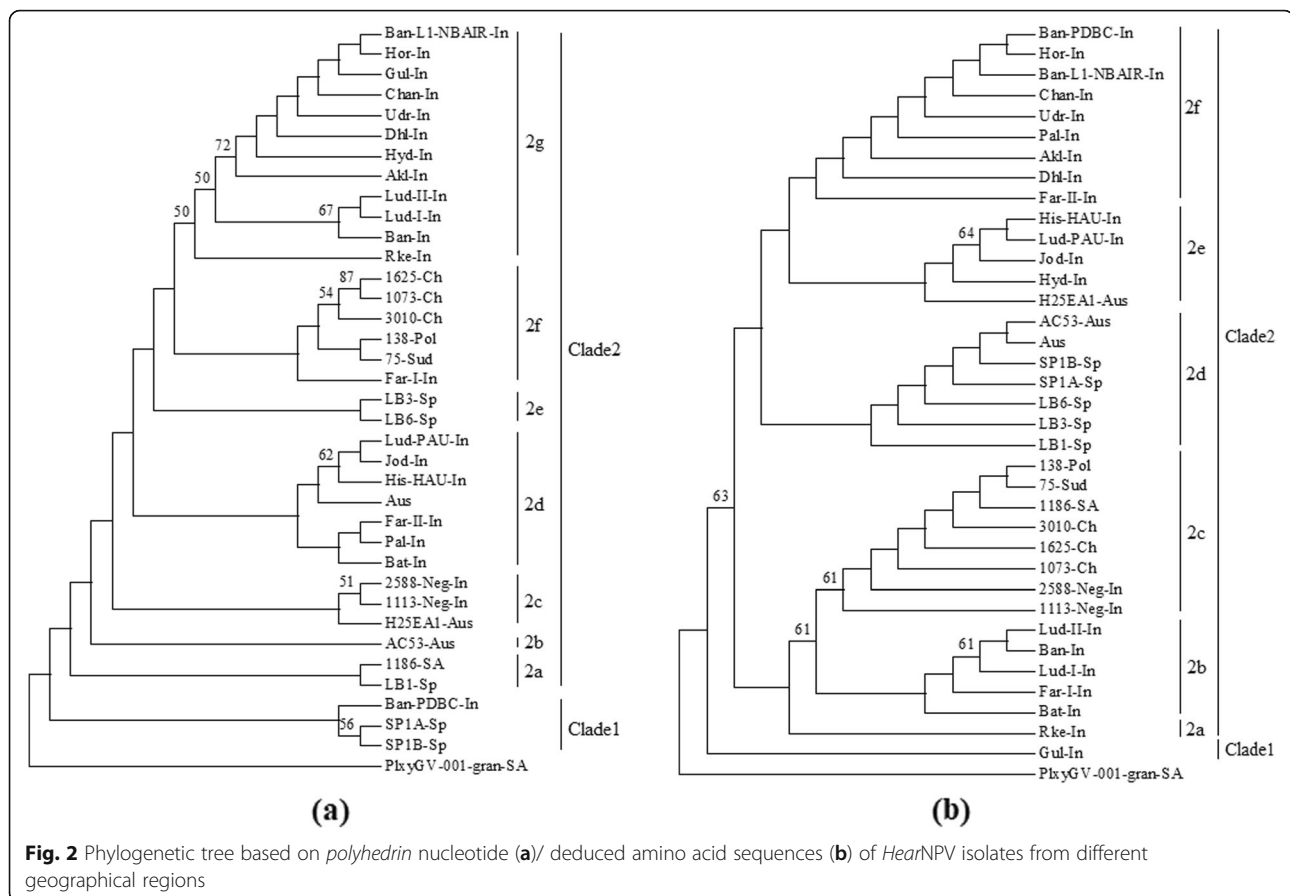 Ban-L1-NBAIR-In
Hor-In
Gul-In
Chan-In
Udr-In
Dhl-In
72
Hyd-In
Akl-In
50
Lud-II-In
67
Lud-I-In
50
Ban-In
Rke-In
2g
1625-Ch
87
1073-Ch
54
3010-Ch
138-Pol
75-Sud
Far-I-In
2f
LB3-Sp
LB6-Sp
2e
Lud-PAU-In
Jod-In
62
His-HAU-In
Aus
Far-II-In
Pal-In
Bat-In
2d
2588-Neg-In
51
1113-Neg-In
H25EA1-Aus
2c
AC53-Aus
2b
1186-SA
LB1-Sp
2a
Clade2
Ban-PDBC-In
SP1A-Sp
56
SP1B-Sp
Clade1
PlxyGV-001-gran-SA
(a)
Ban-PDBC-In
Hor-In
Ban-L1-NBAIR-In
Chan-In
Udr-In
Pal-In
Akl-In
Dhl-In
Far-II-In
2f
His-HAU-In
64
Lud-PAU-In
Jod-In
Hyd-In
H25EA1-Aus
2e
AC53-Aus
Aus
SP1B-Sp
SP1A-Sp
LB6-Sp
LB3-Sp
LB1-Sp
2d
138-Pol
75-Sud
1186-SA
3010-Ch
1625-Ch
1073-Ch
63
2588-Neg-In
61
1113-Neg-In
2c
Lud-II-In
61
61
Ban-In
Lud-I-In
Far-I-In
Bat-In
2b
Rke-In
2a
Clade2
Gul-In
Clade1
PlxyGV-001-gran-SA
(b)
Fig. 2 Phylogenetic tree based on polyhedrin nucleotide (a)/ deduced amino acid sequences (b) of HearNPV isolates from different
geographical regions